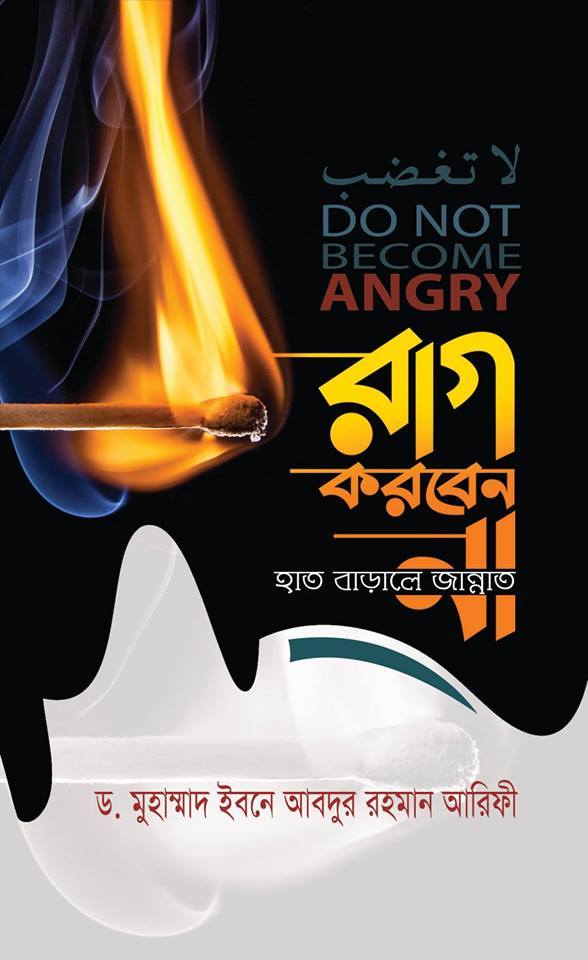 لا تغضب
DO NOT
BECOME
ANGRY
রাগ
করবেন
না
হাত বাড়ালে জান্নাত
ড. মুহাম্মাদ ইবনে আবদুর রহমান আরিফী